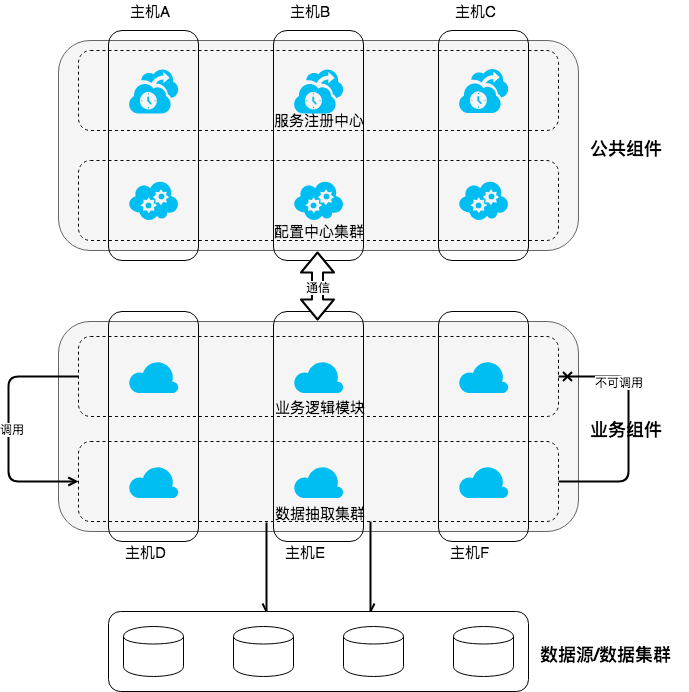 主机A
主机B
主机C
服务注册中心
公共组件
配置中心集群
通信
不可调用
业务逻辑模块
调用
业务组件
数据抽取集群
主机D
主机E
主机F
数据源/数据集群